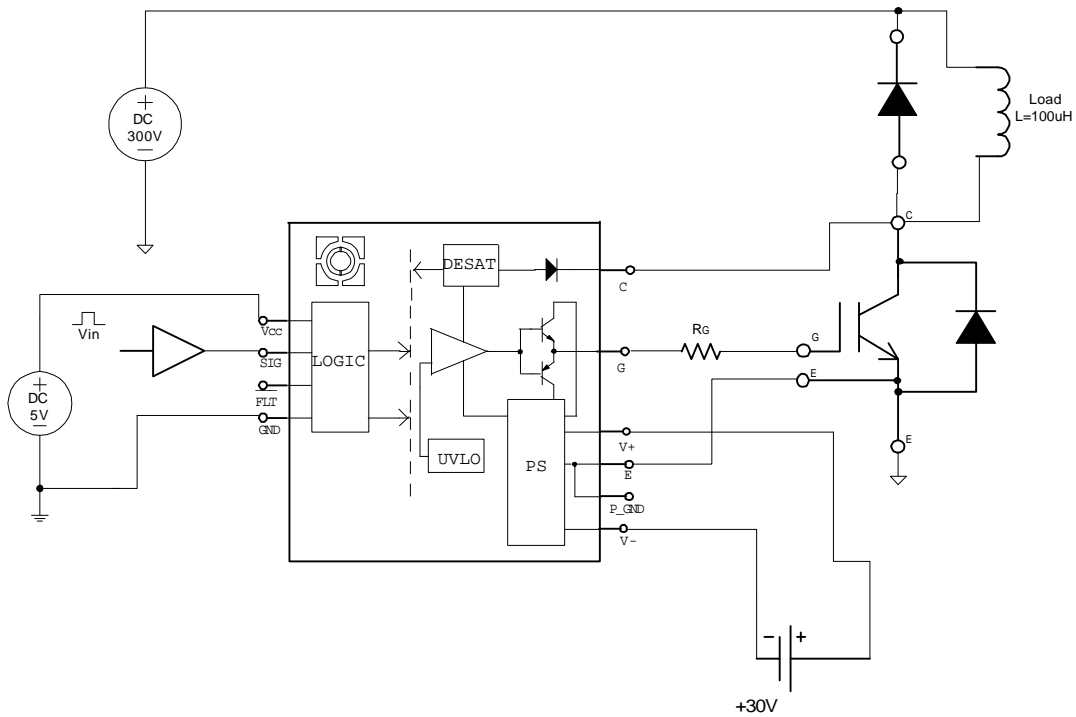 +
DC
300V
—
Load
L=100uH
C
DESAT
C
Vin
Vcc
SIG
FLT
GND
LOGIC
+
DC
5V
—
RG
G
G
E
E
UVLO
PS
V+
E
P_GND
V-
- +
+30V